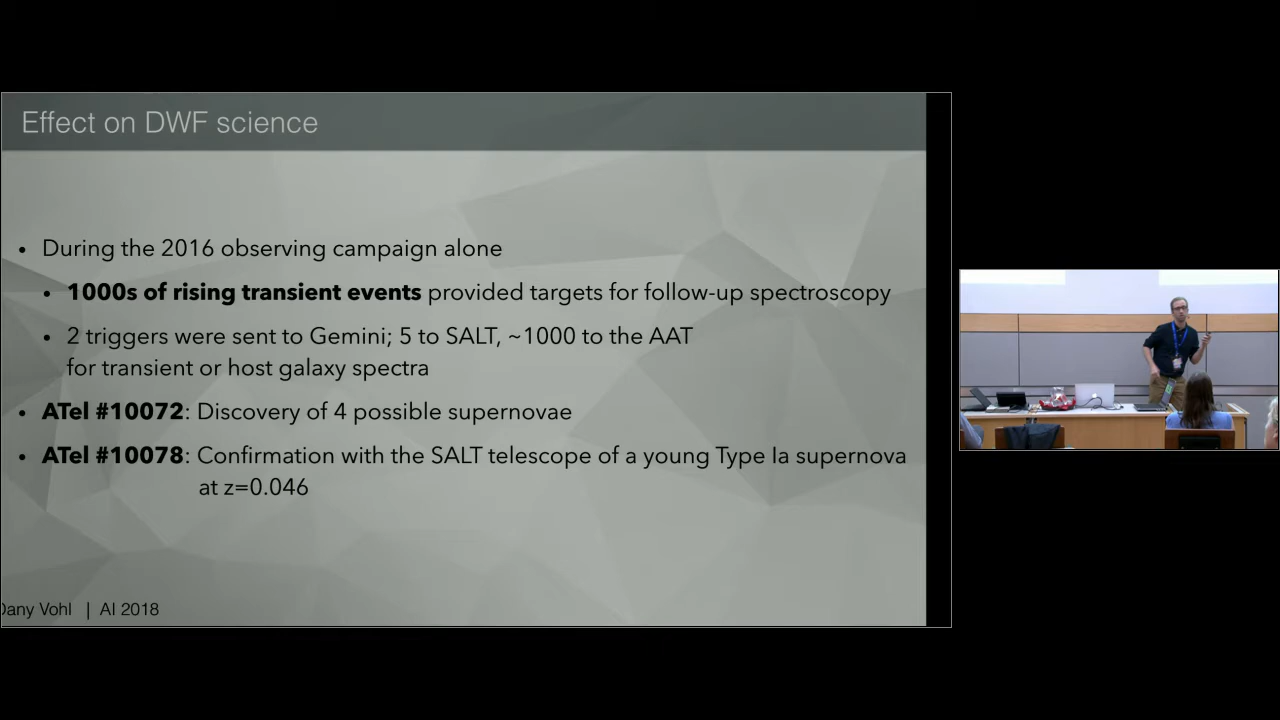 Effect on DWF science
• During the 2016 observing campaign alone
• 1000s of rising transient events provided targets for follow-up spectroscopy
• 2 triggers were sent to Gemini; 5 to SALT, ~1000 to the AAT
for transient or host galaxy spectra
• ATel #10072: Discovery of 4 possible supernovae
• ATel #10078: Confirmation with the SALT telescope of a young Type Ia supernova
at z=0.046
Dany Vohl | AI 2018